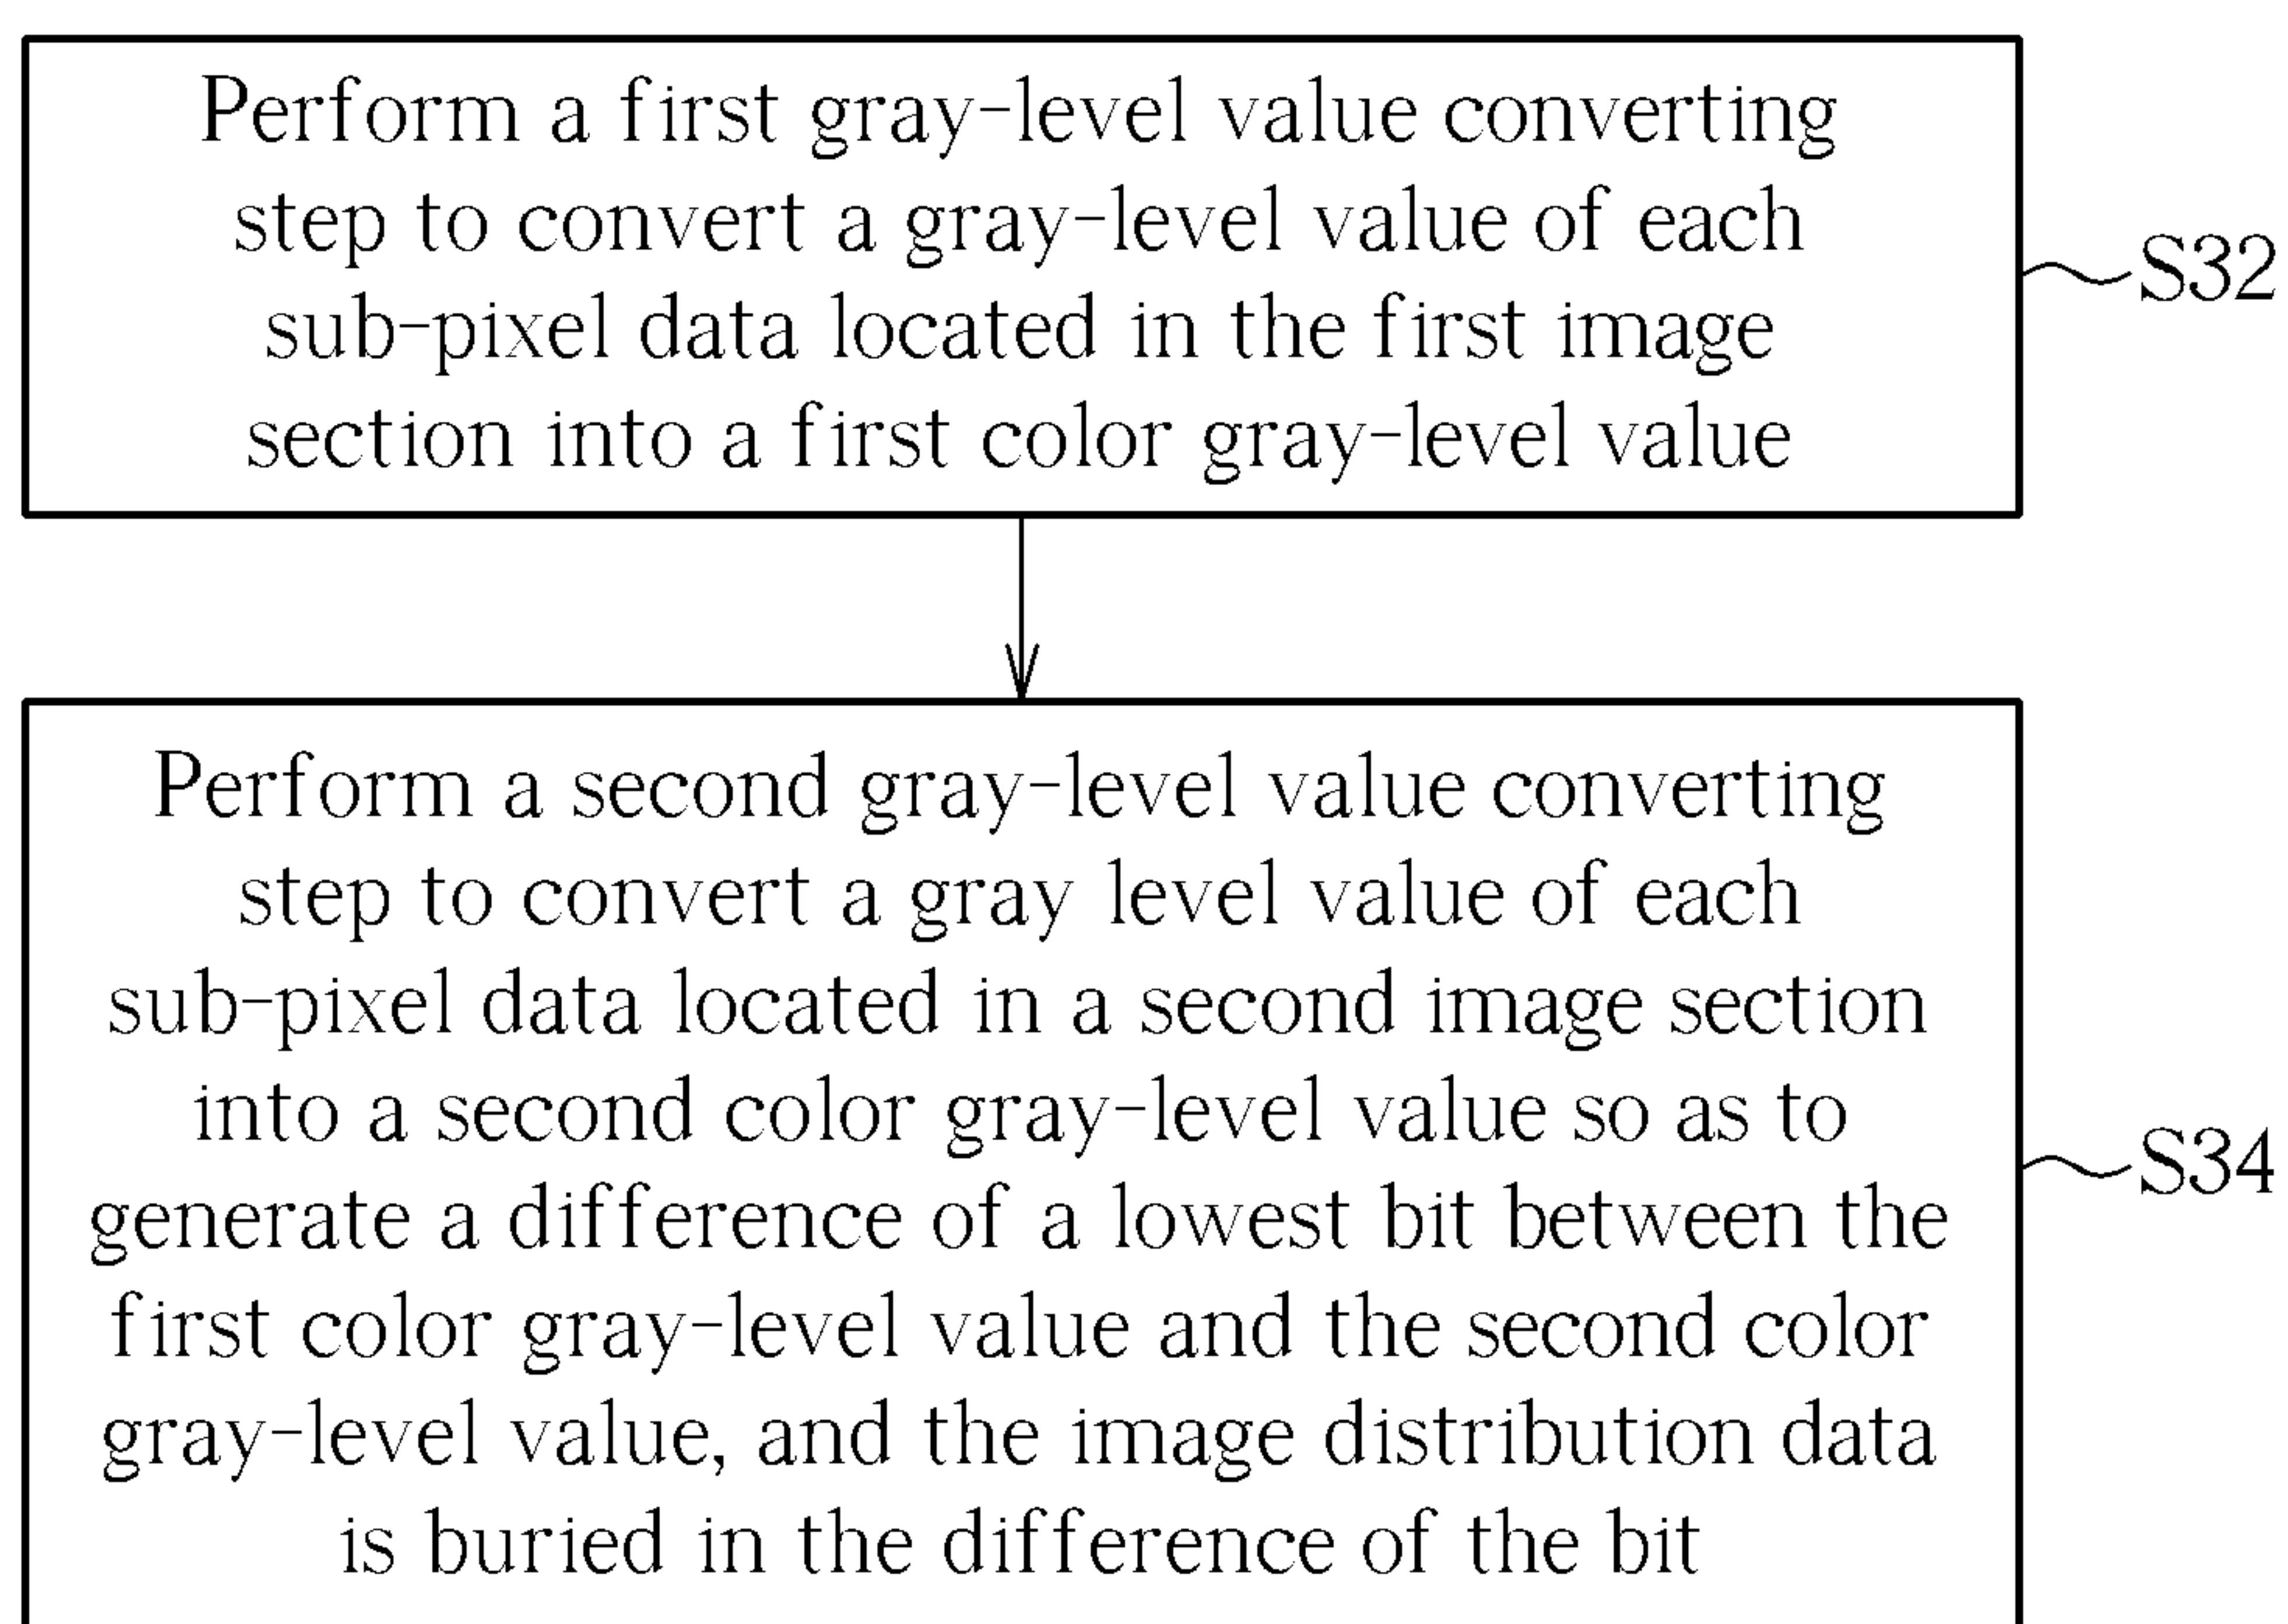 Perform a first gray-level value converting
step to convert a gray-level value of each
sub-pixel data located in the first image
section into a first color gray-level value
S32
Perform a second gray-level value converting
step to convert a gray level value of each
sub-pixel data located in a second image section
into a second color gray-level value so as to
generate a difference of a lowest bit between the
first color gray-level value and the second color
gray-level value, and the image distribution data
is buried in the difference of the bit
S34